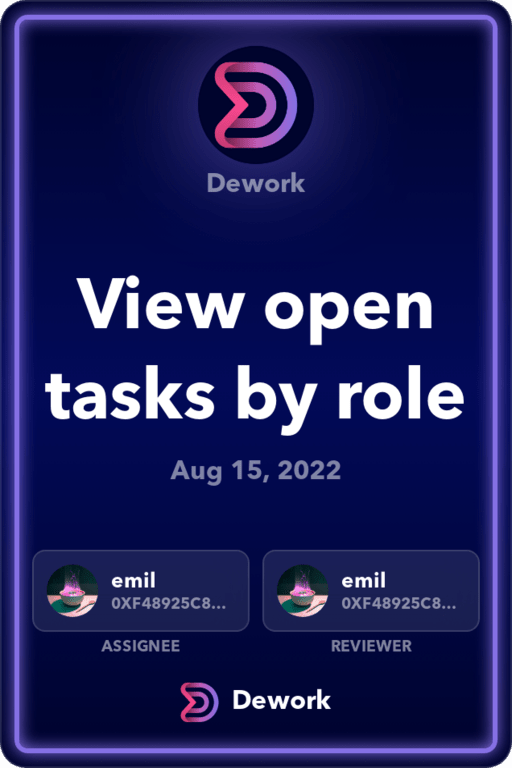 Dework
View open
tasks by role
Aug 15, 2022
emil
0XF48925C8...
ASSIGNEE
emil
0XF48925C8...
REVIEWER
Dework